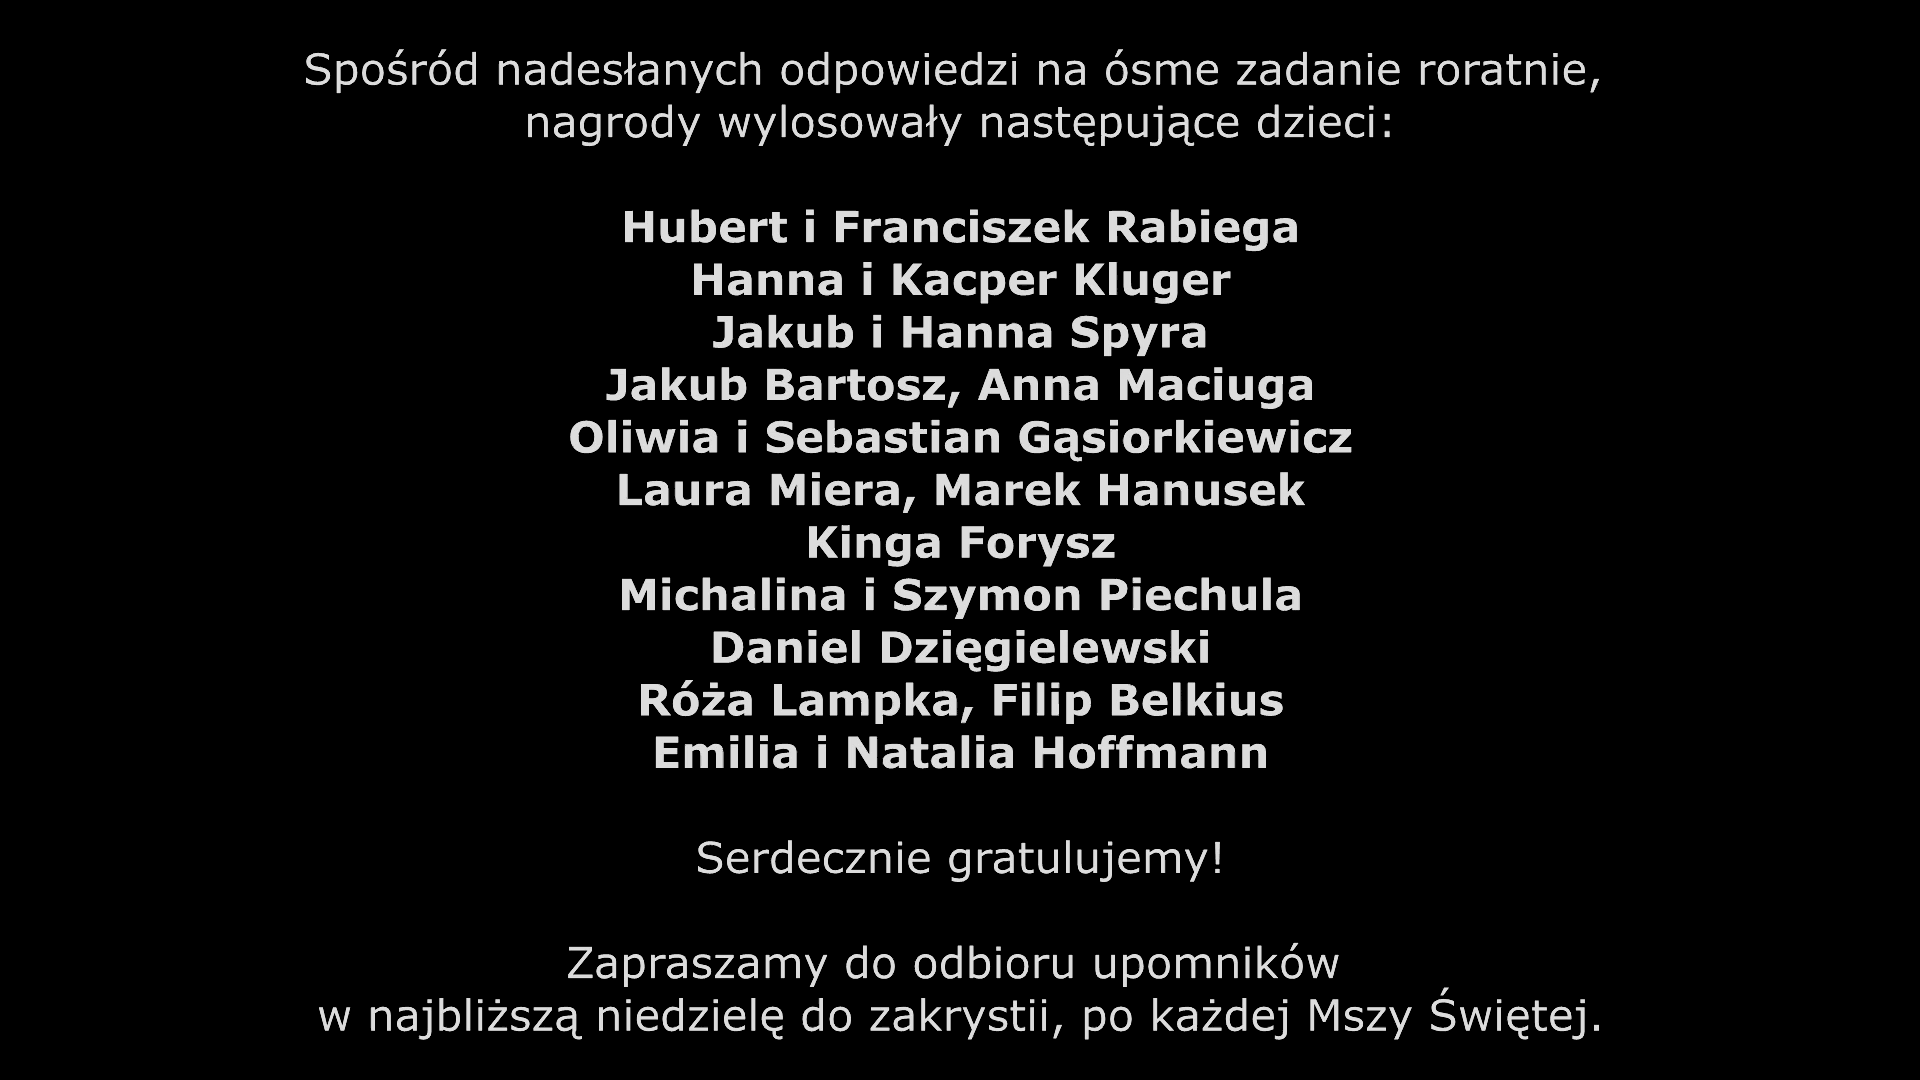 Spośród nadesłanych odpowiedzi na ósme zadanie roratnie,
nagrody wylosowały następujące dzieci:
Hubert i Franciszek Rabiega
Hanna i Kacper Kluger
Jakub i Hanna Spyra
Jakub Bartosz, Anna Maciuga
Oliwia i Sebastian Gąsiorkiewicz
Laura Miera, Marek Hanusek
Kinga Forysz
Michalina i Szymon Piechula
Daniel Dzięgielewski
Róża Lampka, Filip Belkius
Emilia i Natalia Hoffmann
Serdecznie gratulujemy!
Zapraszamy do odbioru upomników
w najbliższą niedzielę do zakrystii, po każdej Mszy Świętej.